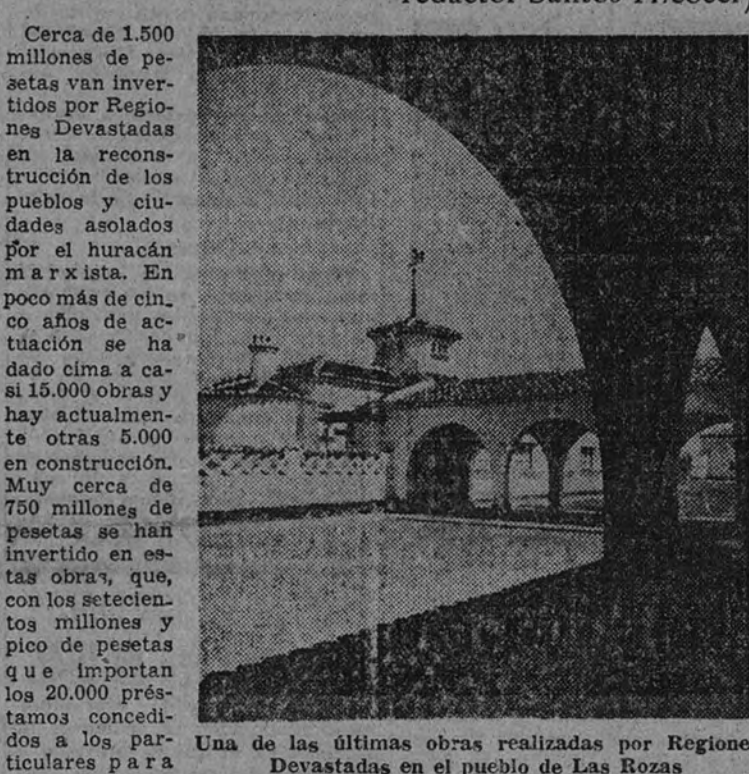 redactor Santos
Cerca de 1.500
millones de pe-
setas van inver-
tidos por Regio-
nes Devastadas
en la recons-
trucción de los
pueblos y ciu-
dades asolados
por el huracán
marxista. En
poco más de cin-
co años de ac-
tuación se ha
dado cima a ca-
si 15.000 obras y
hay actualmen-
te otras 5.000
en construcción.
Muy cerca de
750 millones de
pesetas se han
invertido en es-
tas obras, que,
con los setecien-
tos millones y
pico de pesetas
que importan
los 20.000 prés-
tamos concedi-
dos a los par-
ticulares para
Una de las últimas obras realizadas por Regione
Devastadas en el pueblo de Las Rozas